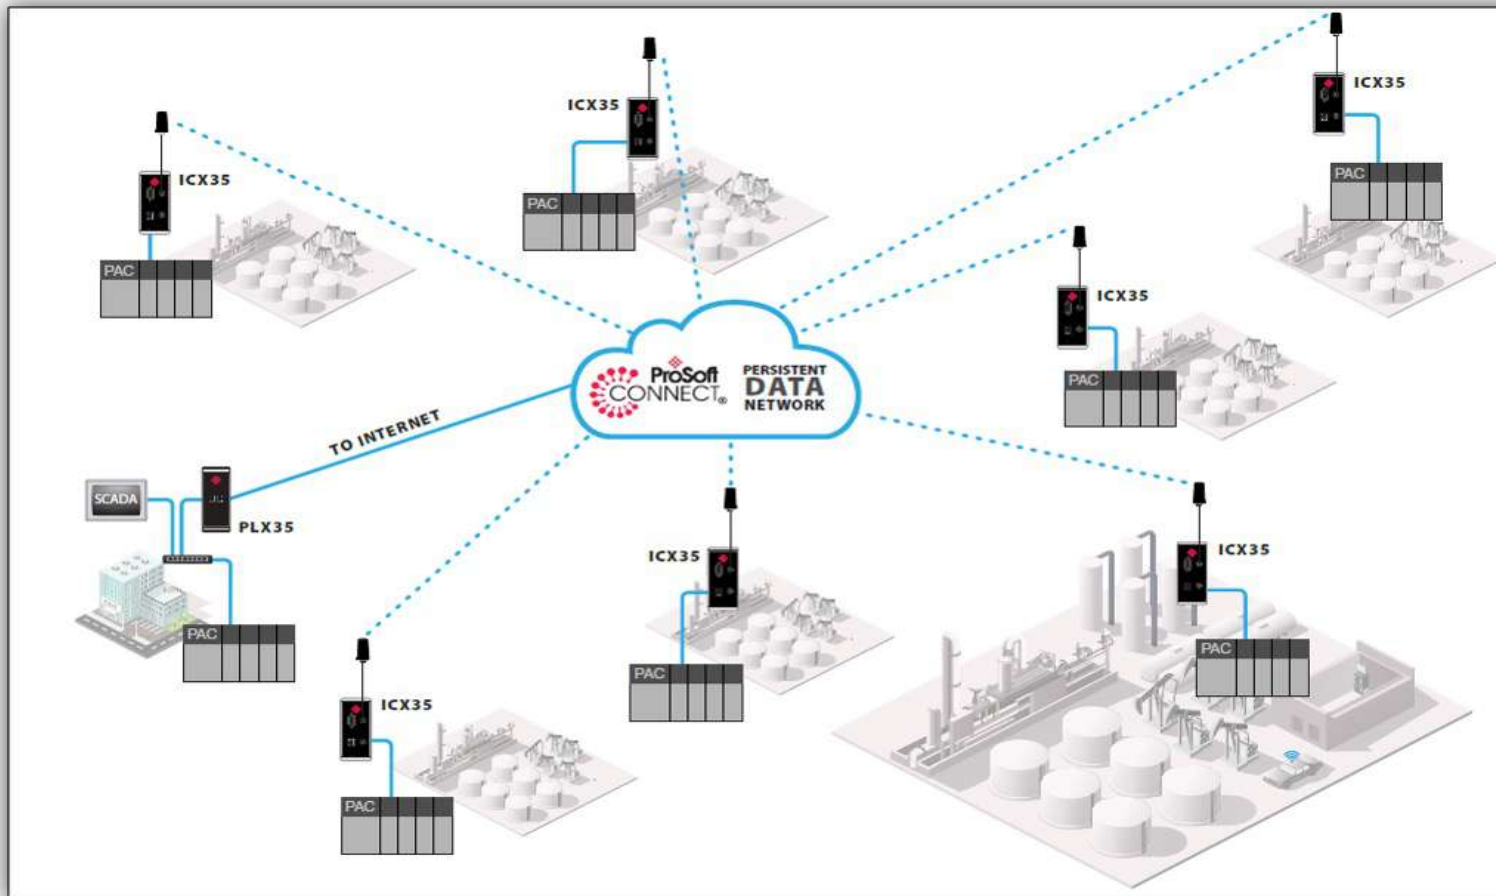 ICX35
PAC
ICX35
PAC
ICX35
PAC
ICX35
PAC
ProSoft
CONNECT®
PERSISTENT
DATA
NETWORK
TO INTERNET
SCADA
PLX35
PAC
ICX35
PAC
ICX35
PAC
ICX35
PAC